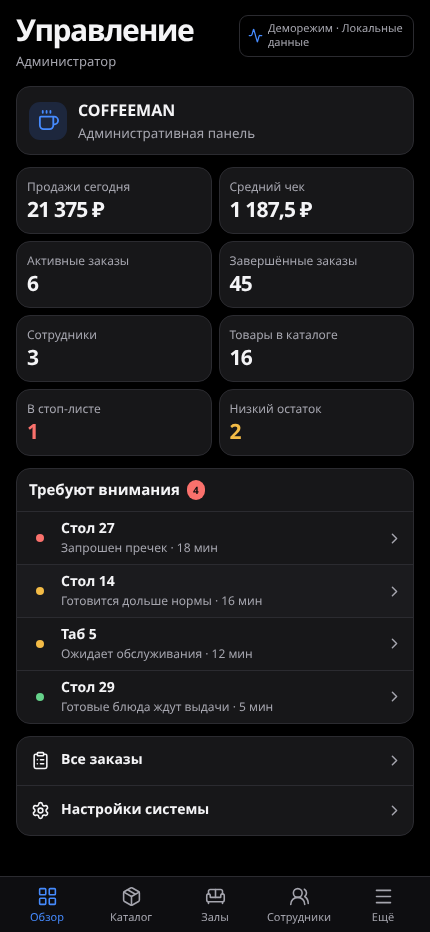 Управление
Администратор
Деморежим · Локальные
данные
COFFEEMAN
Административная панель
Продажи сегодня
21 375 ₽
Средний чек
1 187,5 ₽
Активные заказы
6
Завершённые заказы
45
Сотрудники
3
Товары в каталоге
16
В стоп-листе
1
Низкий остаток
2
Требуют внимания 4
Стол 27
Запрошен пречек · 18 мин
Стол 14
Готовится дольше нормы · 16 мин
Таб 5
Ожидает обслуживания · 12 мин
Стол 29
Готовые блюда ждут выдачи · 5 мин
Все заказы
Настройки системы
Обзор
Каталог
Залы
Сотрудники
Ещё